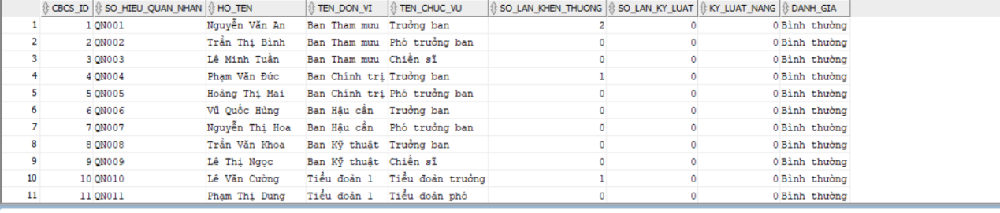 CBCS_ID SO_HIEU_QUAN_NHAN HO_TEN TEN_DON_VI TEN_CHUC_VU SO_LAN_KHEN_THUONG SO_LAN_KY_LUAT KY_LUAT_NANG DANH_GIA
1 1 QN001 Nguyễn Văn An Ban Tham mưu Trưởng ban 2 0 0 Bình thường
2 2 QN002 Trần Thị Bình Ban Tham mưu Phó trưởng ban 0 0 0 Bình thường
3 3 QN003 Lê Minh Tuấn Ban Tham mưu Chiến sĩ 0 0 0 Bình thường
4 4 QN004 Phạm Văn Đức Ban Chính trị Trưởng ban 1 0 0 Bình thường
5 5 QN005 Hoàng Thị Mai Ban Chính trị Phó trưởng ban 0 0 0 Bình thường
6 6 QN006 Vũ Quốc Hùng Ban Hậu cần Trưởng ban 0 0 0 Bình thường
7 7 QN007 Nguyễn Thị Hoa Ban Hậu cần Phó trưởng ban 0 0 0 Bình thường
8 8 QN008 Trần Văn Khoa Ban Kỹ thuật Trưởng ban 0 0 0 Bình thường
9 9 QN009 Lê Thị Ngọc Ban Kỹ thuật Chiến sĩ 0 0 0 Bình thường
10 10 QN010 Lê Văn Cường Tiểu đoàn 1 Tiểu đoàn trưởng 1 0 0 Bình thường
11 11 QN011 Phạm Thị Dung Tiểu đoàn 1 Tiểu đoàn phó 0 0 0 Bình thường